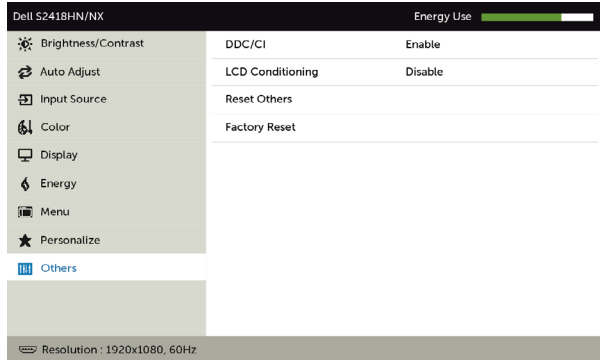 Dell S2418HN/NX Energy Use
Brightness/Contrast DDC/CI Enable
Auto Adjust LCD Conditioning Disable
Input Source Reset Others
Color Factory Reset
Display
Energy
Menu
Personalize
Others
Resolution : 1920x1080, 60Hz